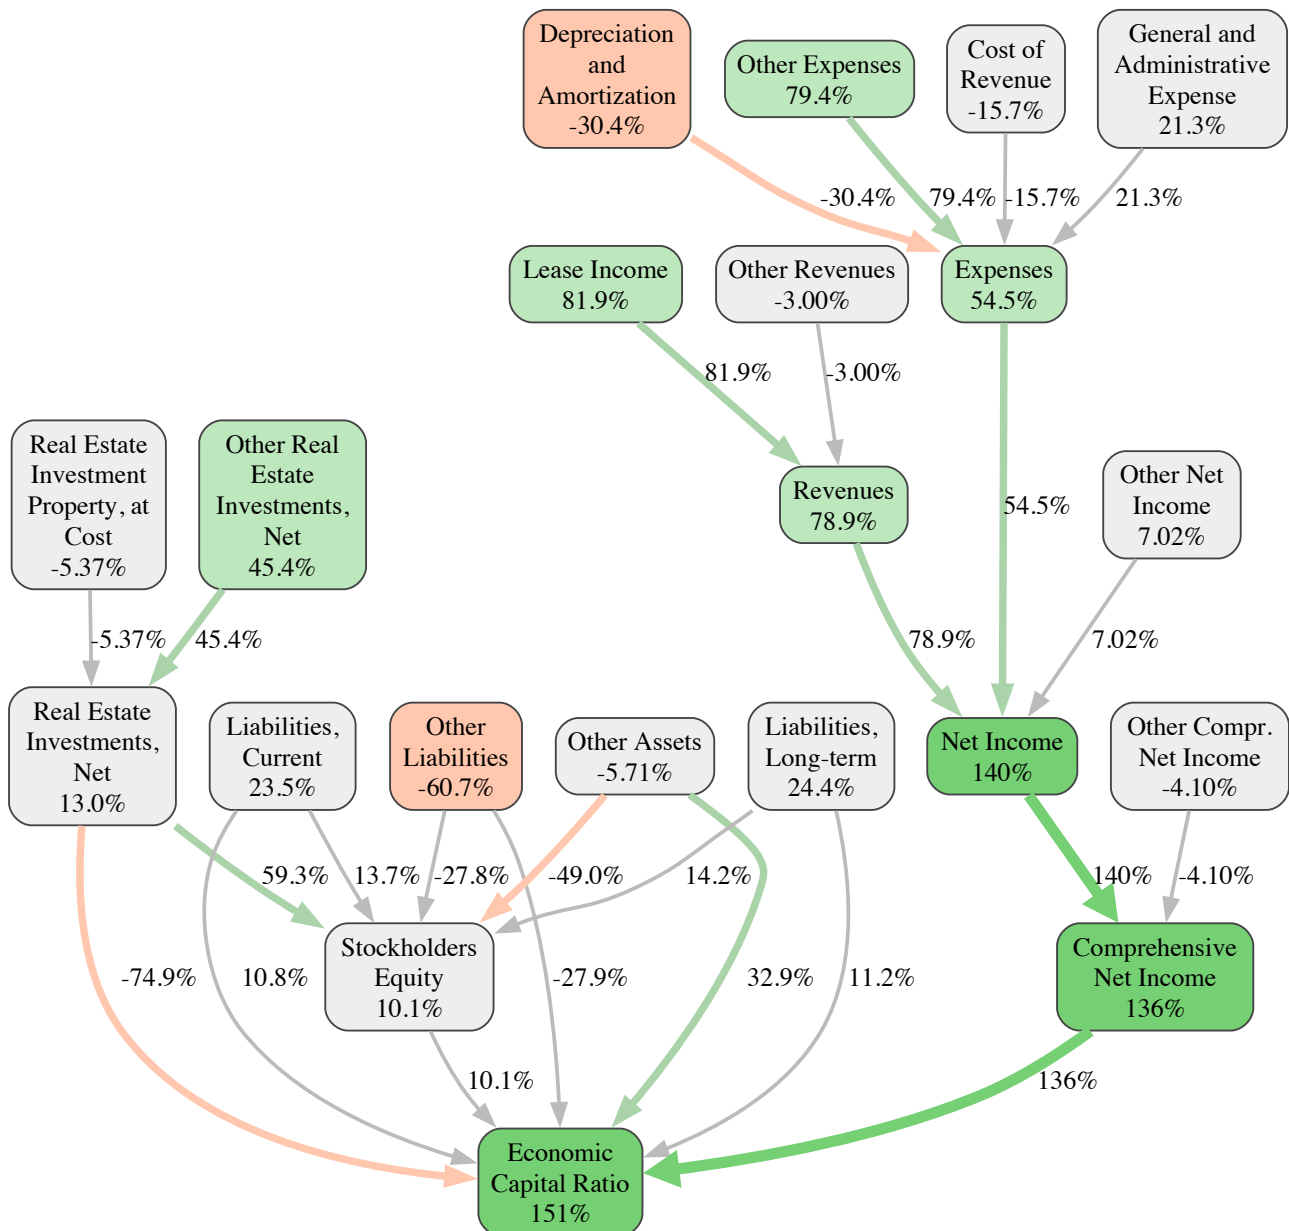 Depreciation
and
Amortization
-30.4%
Other Expenses
79.4%
Cost of
Revenue
-15.7%
General and
Administrative
Expense
21.3%
-30.4%
79.4%
-15.7%
21.3%
Lease Income
81.9%
Other Revenues
-3.00%
Expenses
54.5%
81.9%
-3.00%
Real Estate
Investment
Property, at
Cost
-5.37%
Other Real
Estate
Investments,
Net
45.4%
Revenues
78.9%
54.5%
Other Net
Income
7.02%
-5.37%
45.4%
78.9%
7.02%
Real Estate
Investments,
Net
13.0%
Liabilities,
Current
23.5%
Other
Liabilities
-60.7%
Other Assets
-5.71%
Liabilities,
Long-term
24.4%
Net Income
140%
Other Compr.
Net Income
-4.10%
59.3%
13.7%
-27.8%
-49.0%
14.2%
140%
-4.10%
Stockholders
Equity
10.1%
Comprehensive
Net Income
136%
-74.9%
10.8%
-27.9%
32.9%
11.2%
10.1%
136%
Economic
Capital Ratio
151%